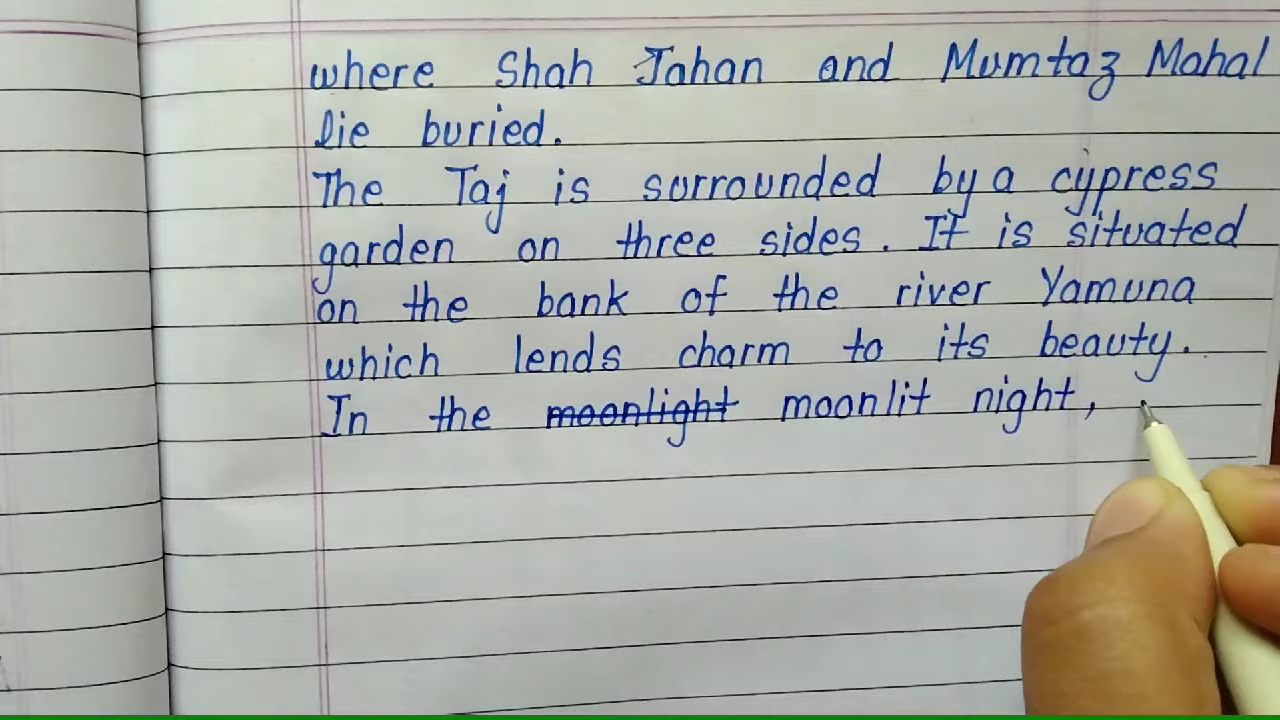 where Shah Jahan and Mumtaz Mahal
lie buried.
The Taj is surrounded by a cypress
garden on three sides. It is situated
on the bank of the river Yamuna
which lends charm to its beauty.
In the moonlight moonlit night,